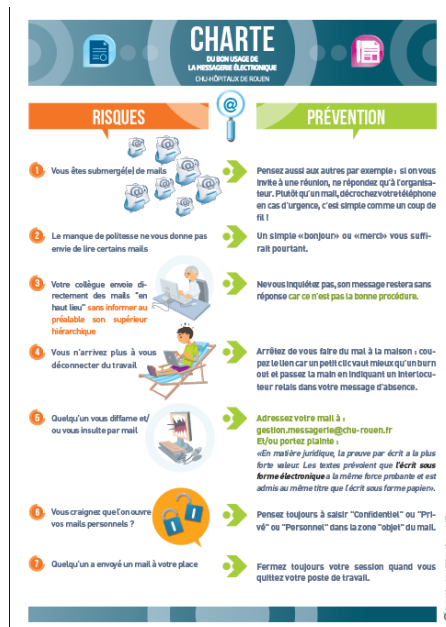 CHARTE
DU BON USAGE DE
LA MESSAGERIE ÉLECTRONIQUE
CHU-HÔPITAUX DE ROUEN
RISQUES
@
PRÉVENTION
1 Vous êtes submergé(e) de mails
Pensez aussi aux autres par exemple : si on vous
invite à une réunion, ne répondez qu'à l'organisa-
teur. Plutôt qu'un mail, décrochez votre téléphone
en cas d'urgence, c'est simple comme un coup de
fil !
2 Le manque de politesse ne vous donne pas
envie de lire certains mails
Un simple «bonjour» ou «merci» vous suffi-
rait pourtant.
3 Votre collègue envoie di-
rectement des mails "en
haut lieu" sans informer au
préalable son supérieur
hiérarchique
Ne vous inquiétez pas, son message restera sans
réponse car ce n'est pas la bonne procédure.
4 Vous n'arrivez plus à vous
déconnecter du travail
Arrêtez de vous faire du mal à la maison : cou-
pez le lien car un petit clic vaut mieux qu'un burn
out et passez la main en indiquant un interlocu-
teur relais dans votre message d'absence.
5 Quelqu'un vous diffame et/
ou vous insulte par mail
Adressez votre mail à :
gestion.messagerie@chu-rouen.fr
Et/ou portez plainte :
«En matière juridique, la preuve par écrit a la plus
forte valeur. Les textes prévoient que l'écrit sous
forme électronique a la même force probante et est
admis au même titre que l'écrit sous forme papier».
6 Vous craignez que l'on ouvre
vos mails personnels ?
Pensez toujours à saisir "Confidentiel" ou "Pri-
vé" ou "Personnel" dans la zone "objet" du mail.
7 Quelqu'un a envoyé un mail à votre place
Fermez toujours votre session quand vous
quittez votre poste de travail.